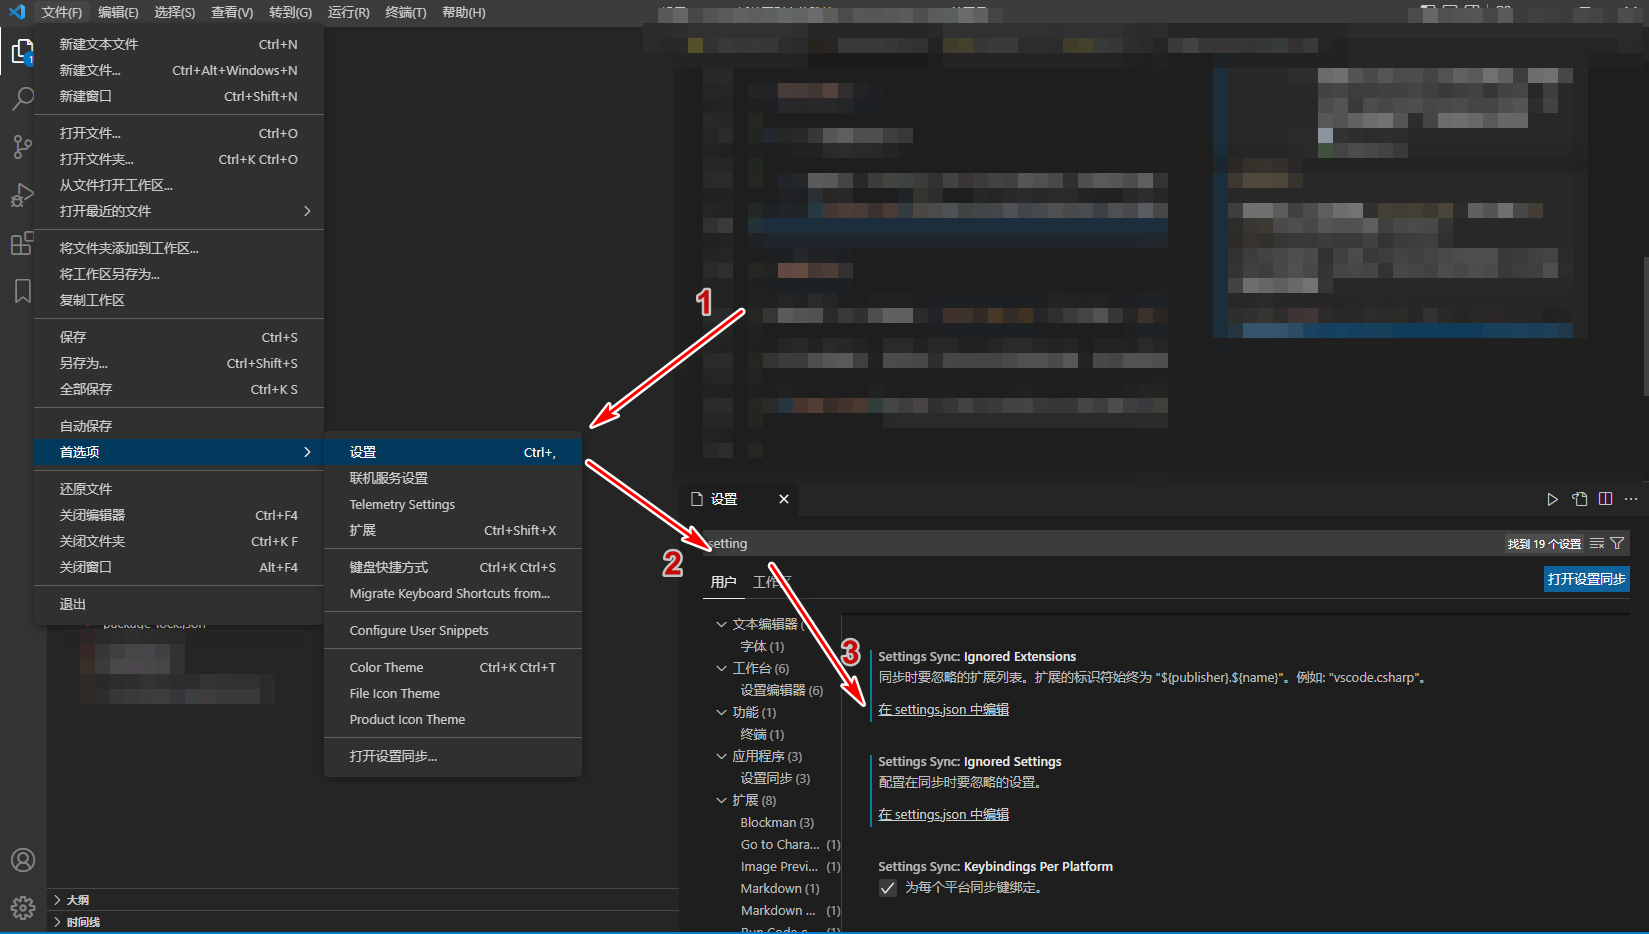 文件(F) 编辑(E) 选择(S) 查看(V) 转到(G) 运行(R) 终端(T) 帮助(H)
新建文本文件 Ctrl+N
新建文件... Ctrl+Alt+Windows+N
新建窗口 Ctrl+Shift+N
打开文件... Ctrl+O
打开文件夹... Ctrl+K Ctrl+O
从文件打开工作区...
打开最近的文件
将文件夹添加到工作区...
将工作区另存为...
复制工作区
保存 Ctrl+S
另存为... Ctrl+Shift+S
全部保存 Ctrl+K S
自动保存
首选项
还原文件
关闭编辑器 Ctrl+F4
关闭文件夹 Ctrl+K F
关闭窗口 Alt+F4
退出
package-lock.json
大纲
时间线
1
设置 Ctrl+,
联机服务设置
Telemetry Settings
扩展 Ctrl+Shift+X
键盘快捷方式 Ctrl+K Ctrl+S
Migrate Keyboard Shortcuts from...
Configure User Snippets
Color Theme Ctrl+K Ctrl+T
File Icon Theme
Product Icon Theme
打开设置同步...
1
2
3
设置
setting
找到 19 个设置
用户 工作区
打开设置同步
文本编辑器 (
字体 (1)
工作台 (6)
设置编辑器 (6)
功能 (1)
终端 (1)
应用程序 (3)
设置同步 (3)
扩展 (8)
Blockman (3)
Go to Chara... (1)
Image Previ... (1)
Markdown (1)
Markdown ... (1)
Run Code c... (1)
Settings Sync: Ignored Extensions
同步时要忽略的扩展列表。扩展的标识符始终为 "${publisher}.${name}"。例如: "vscode.csharp"。
在 settings.json 中编辑
Settings Sync: Ignored Settings
配置在同步时要忽略的设置。
在 settings.json 中编辑
Settings Sync: Keybindings Per Platform
为每个平台同步键绑定。